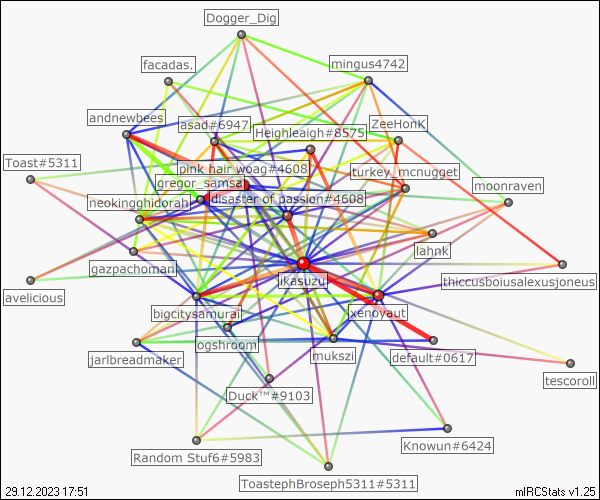 Dogger_Dig
facadas.
mingus4742
andnewbees
asad#6947
Heighleigh#8575
ZeeHonK
Toast#5311
pink hair woag#4608
turkey_mcnugget
gregor_samsa
disaster of passion#4608
moonraven
neokingghidorah
lahnk
gazpachoman
ikasuzu
thiccusboiusalexusjoneus
avelicious
bigcitysamurai
xenoyaut
ogshroom
mukszi
default#0617
jarlbreadmaker
tescoroll
Duck™#9103
Knowun#6424
Random Stuf6#5983
ToastephBroseph5311#5311
29.12.2023 17:51
mIRCStats v1.25